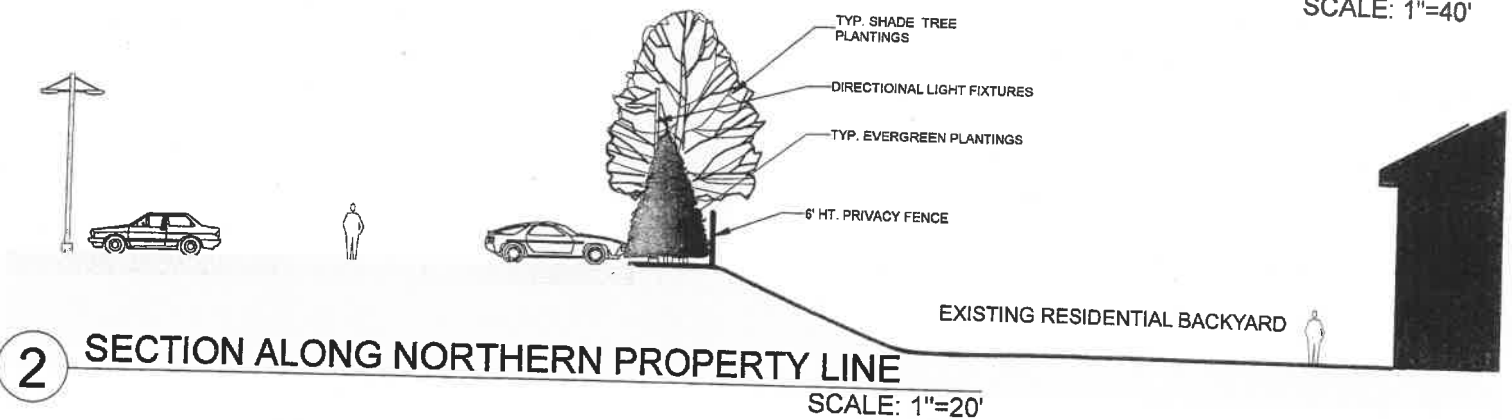 SCALE: 1"=40'
TYP. SHADE TREE
PLANTINGS
DIRECTIOINAL LIGHT FIXTURES
TYP. EVERGREEN PLANTINGS
6' HT. PRIVACY FENCE
EXISTING RESIDENTIAL BACKYARD
2 SECTION ALONG NORTHERN PROPERTY LINE
SCALE: 1"=20'